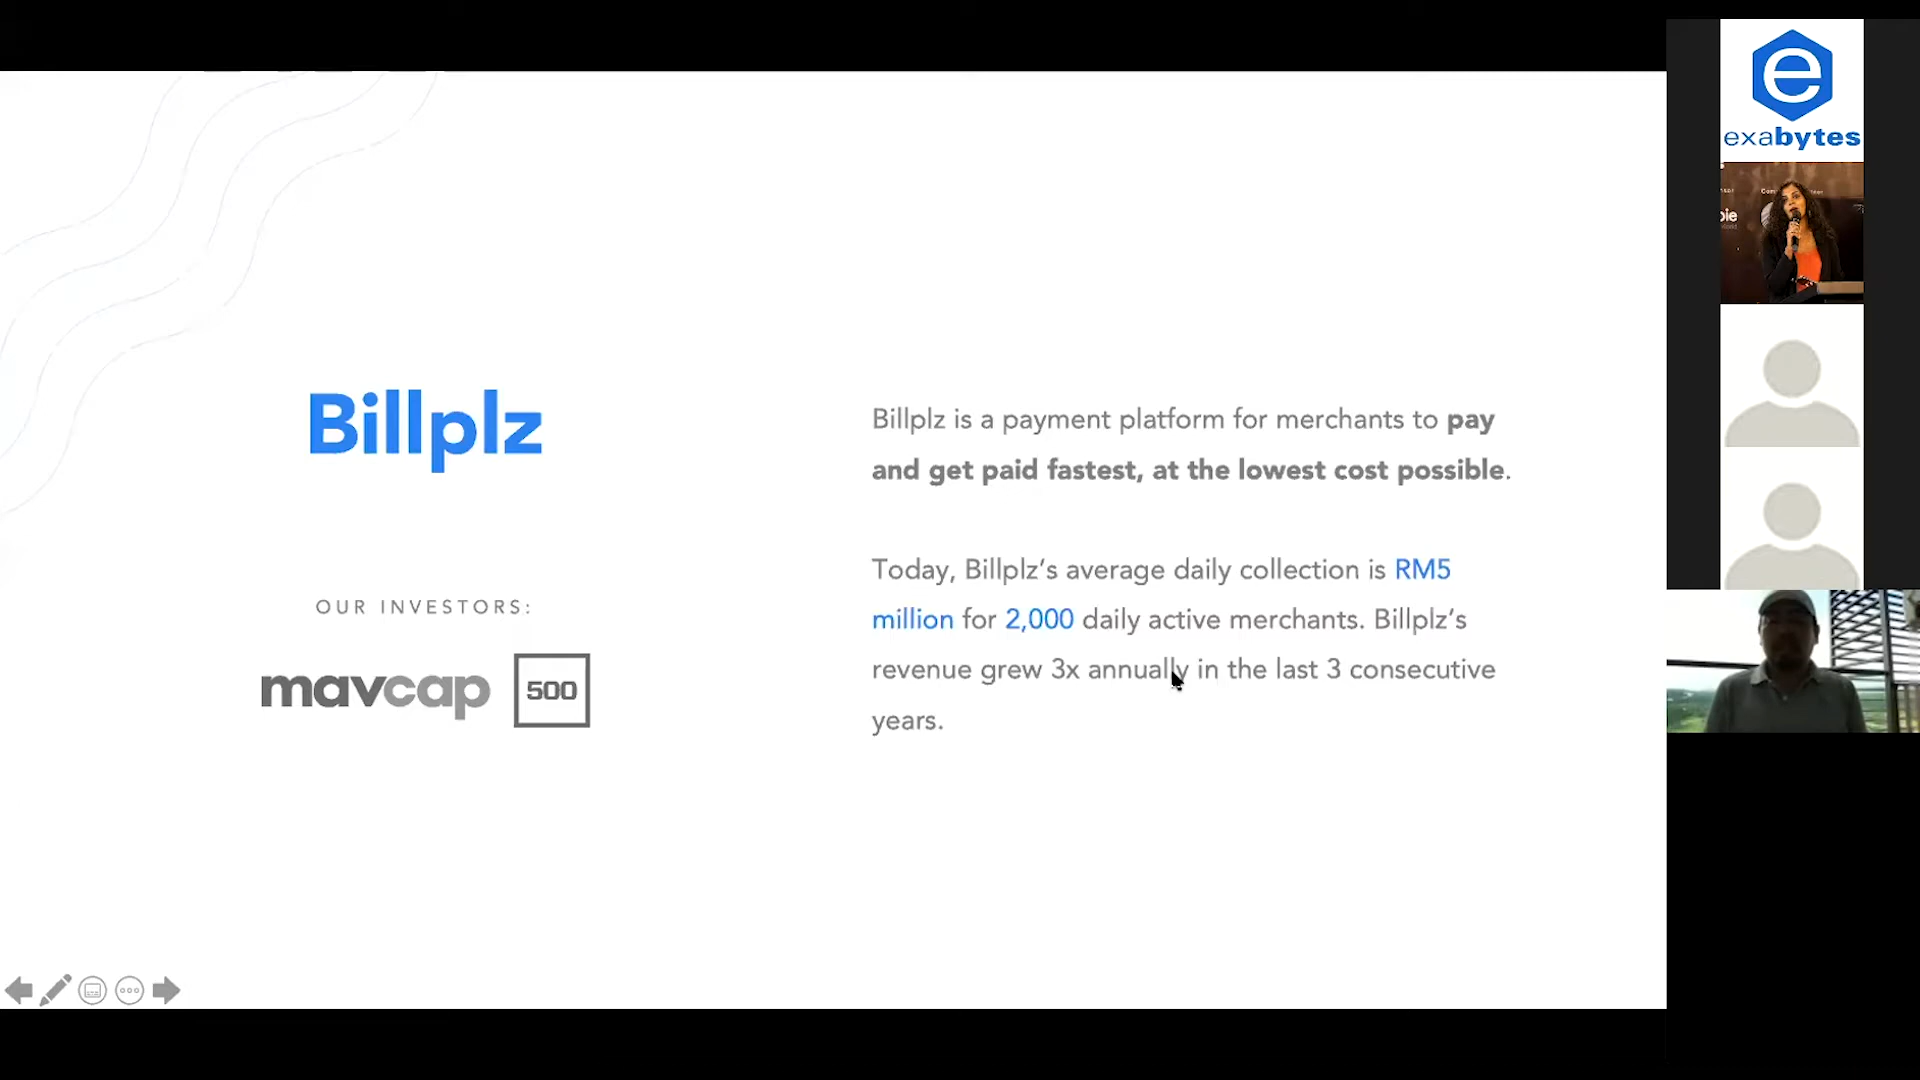 Billplz
OUR INVESTORS:
mavcap
500
Billplz is a payment platform for merchants to pay
and get paid fastest, at the lowest cost possible.
Today, Billplz's average daily collection is RM5
million for 2,000 daily active merchants. Billplz's
revenue grew 3x annually in the last 3 consecutive
years.
e
exabytes